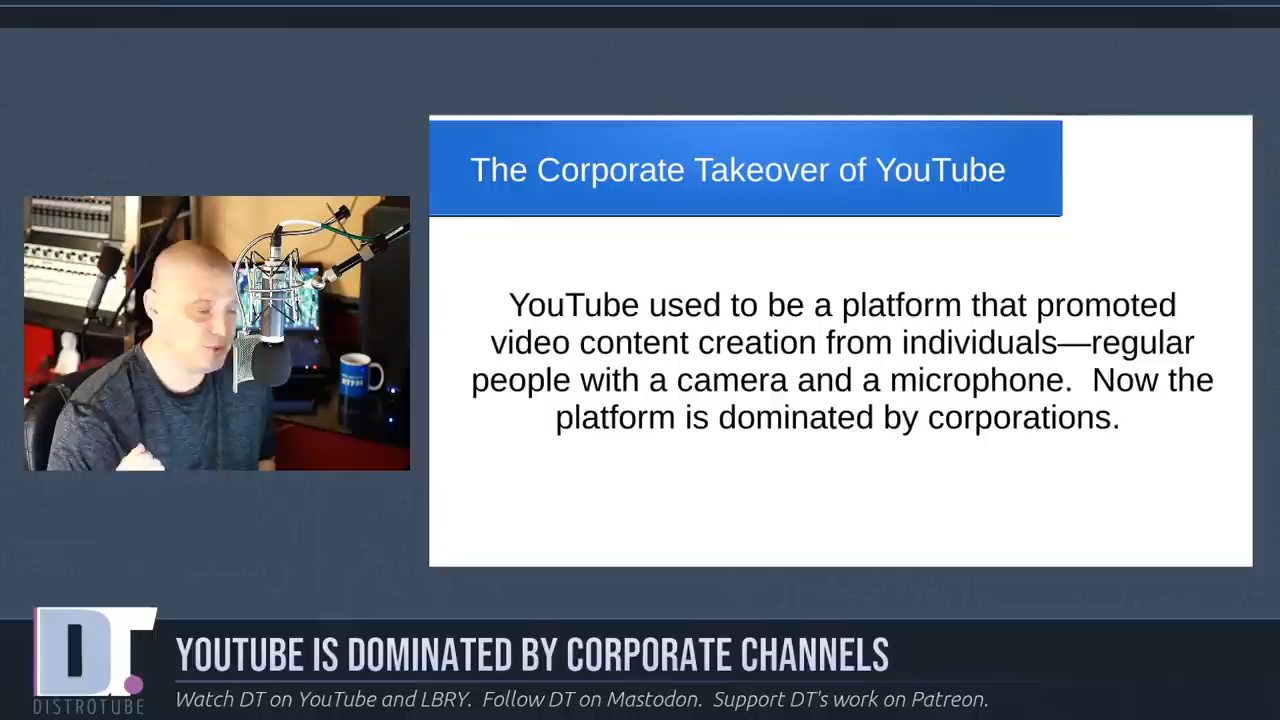 The Corporate Takeover of YouTube
YouTube used to be a platform that promoted
video content creation from individuals—regular
people with a camera and a microphone.  Now the
platform is dominated by corporations.
DT.
DISTROTUBE
YOUTUBE IS DOMINATED BY CORPORATE CHANNELS
Watch DT on YouTube and LBRY.  Follow DT on Mastodon.  Support DT's work on Patreon.